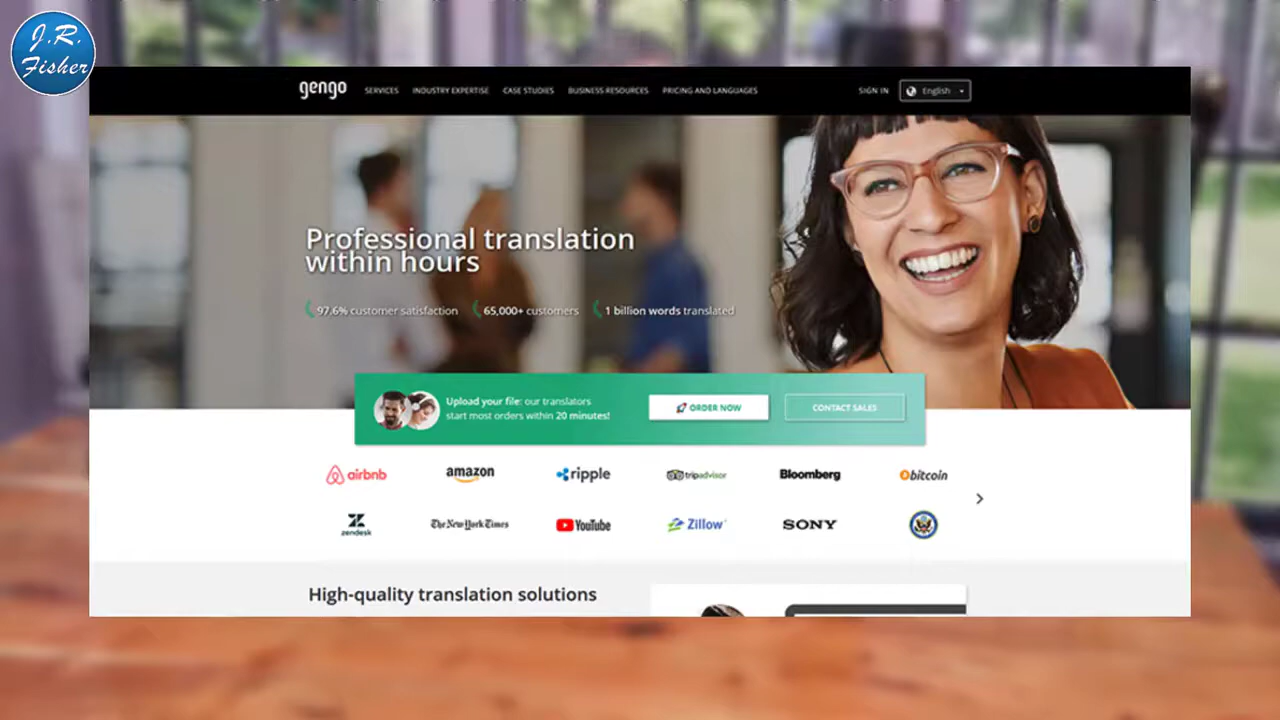 J.R.
Fisher
gengo SERVICES INDUSTRY EXPERTISE CASE STUDIES BUSINESS RESOURCES PRICING AND LANGUAGES SIGN IN English
Professional translation
within hours
97.6% customer satisfaction 65,000+ customers 1 billion words translated
Upload your file: our translators
start most orders within 20 minutes!
ORDER NOW CONTACT SALES
airbnb amazon ripple tripadvisor Bloomberg bitcoin
zendesk The New York Times YouTube Zillow SONY
High-quality translation solutions